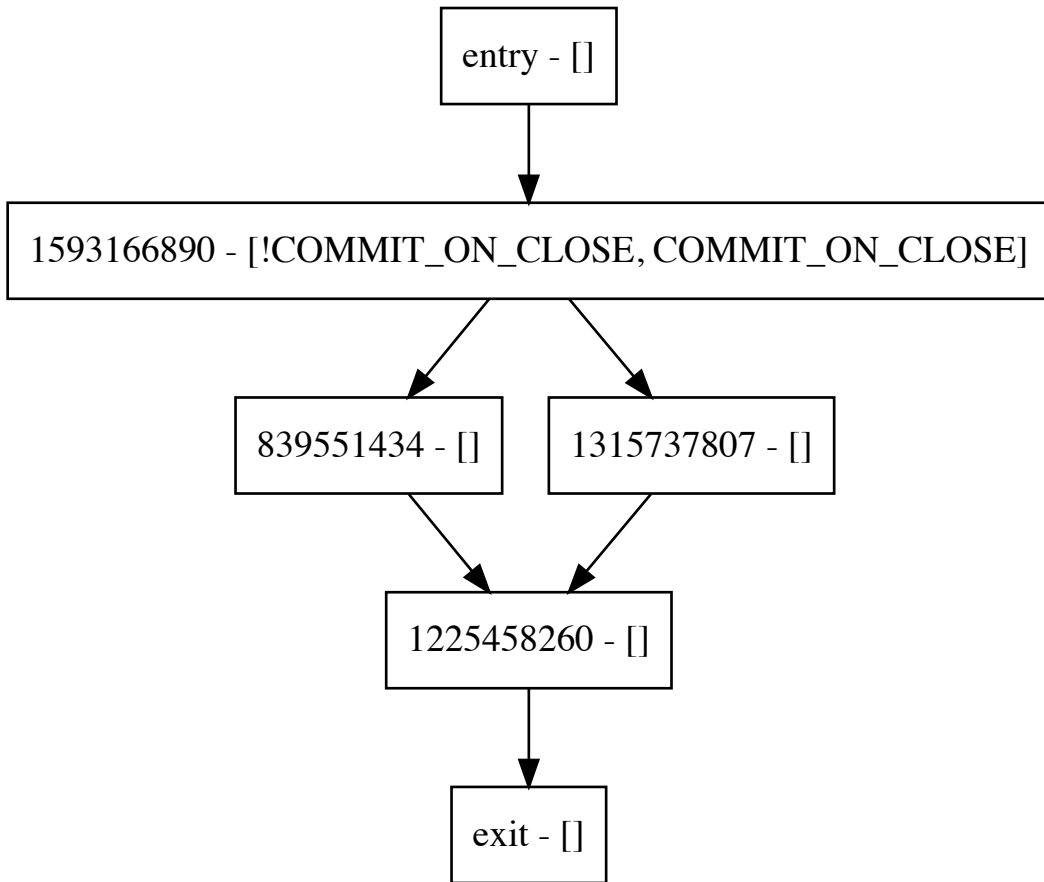 entry - []
1593166890 - [!COMMIT_ON_CLOSE, COMMIT_ON_CLOSE]
839551434 - []
1315737807 - []
1225458260 - []
exit - []